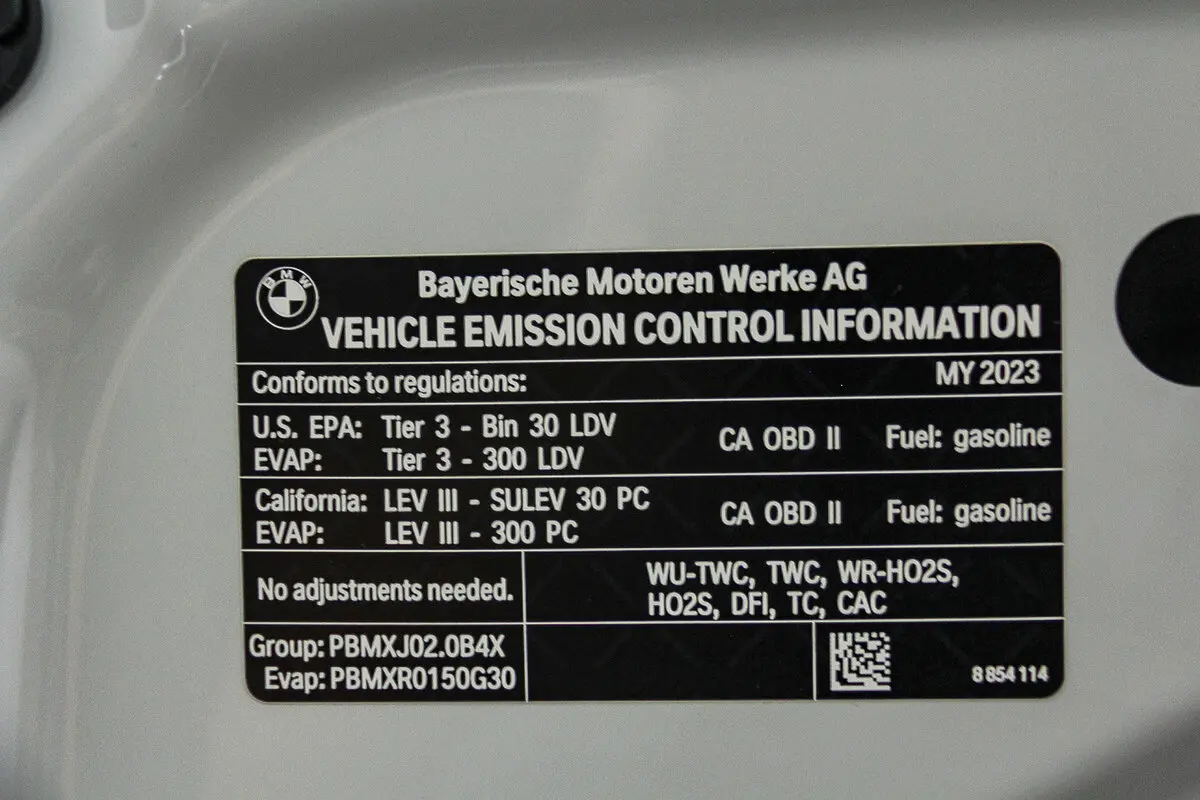 BMW
Bayerische Motoren Werke AG
VEHICLE EMISSION CONTROL INFORMATION
Conforms to regulations: MY 2023
U.S. EPA: Tier 3 - Bin 30 LDV CA OBD II Fuel: gasoline
EVAP: Tier 3 - 300 LDV
California: LEV III - SULEV 30 PC CA OBD II Fuel: gasoline
EVAP: LEV III - 300 PC
No adjustments needed.
WU-TWC, TWC, WR-HO2S,
HO2S, DFI, TC, CAC
Group: PBMXJ02.0B4X
Evap: PBMXR0150G30
8 854 114